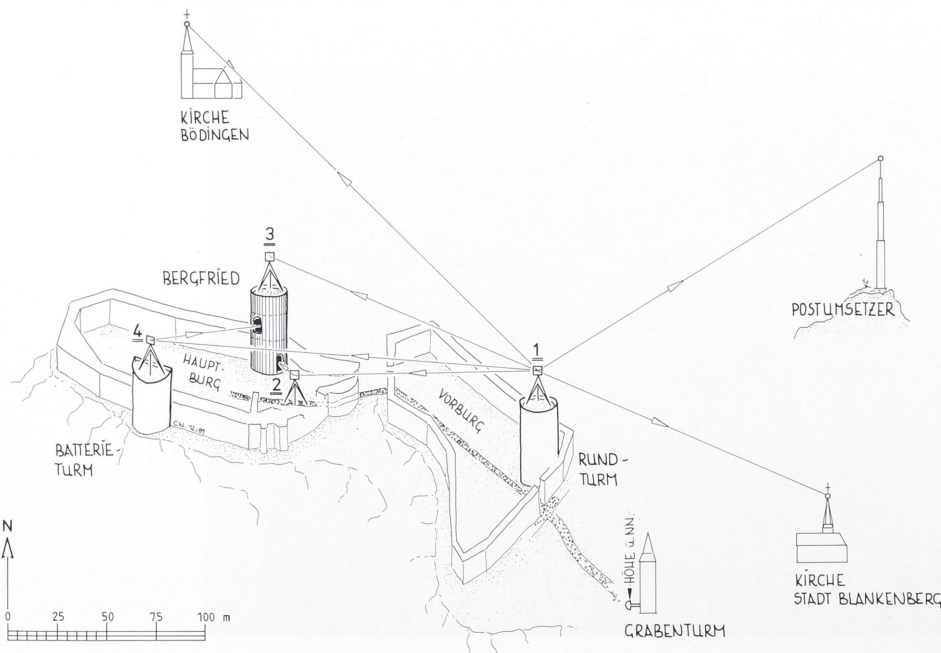 KIRCHE
BÖDINGEN
3
BERGFRIED
POSTUMSETZER
4
HAUPT-
BURG
2
1
VORBURG
BATTERIE-
TURM
RUND-
TURM
N
0 25 50 75 100 m
HÖHE ü. NN.
KIRCHE
STADT BLANKENBERG
GRABENTURM